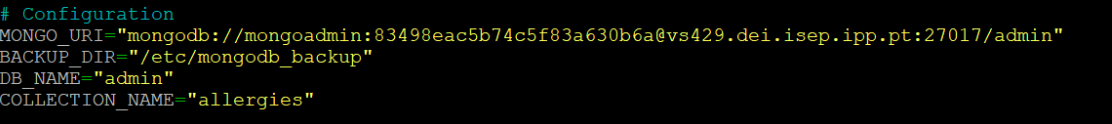 # Configuration
MONGO_URI="mongodb://mongoadmin:83498eac5b74c5f83a630b6a@vs429.dei.isep.ipp.pt:27017/admin"
BACKUP_DIR="/etc/mongodb_backup"
DB_NAME="admin"
COLLECTION_NAME="allergies"